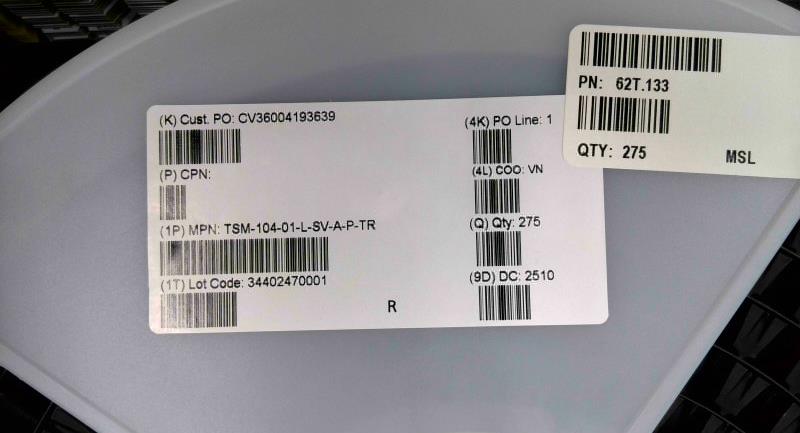 (K) Cust. PO: CV36004193639
(4K) PO Line: 1
(P) CPN:
(4L) COO: VN
(1P) MPN: TSM-104-01-L-SV-A-P-TR
(Q) Qty: 275
(1T) Lot Code: 34402470001
(9D) DC: 2510
R
PN: 62T.133
QTY: 275
MSL